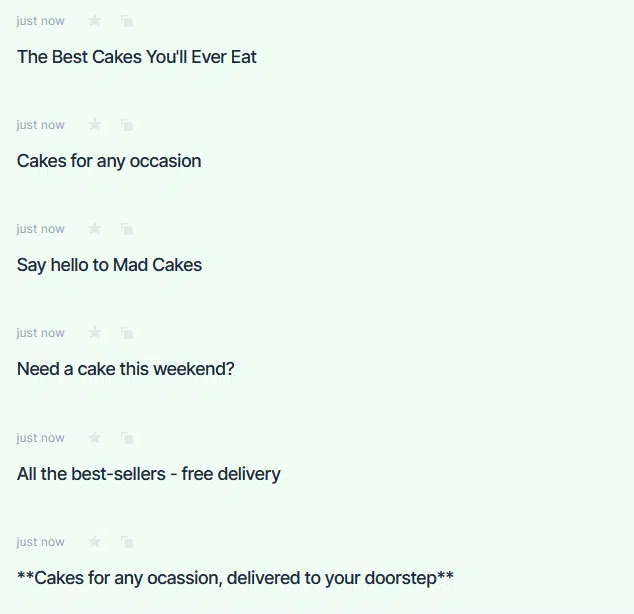 just now
The Best Cakes You'll Ever Eat
just now
Cakes for any occasion
just now
Say hello to Mad Cakes
just now
Need a cake this weekend?
just now
All the best-sellers - free delivery
just now
**Cakes for any ocassion, delivered to your doorstep**